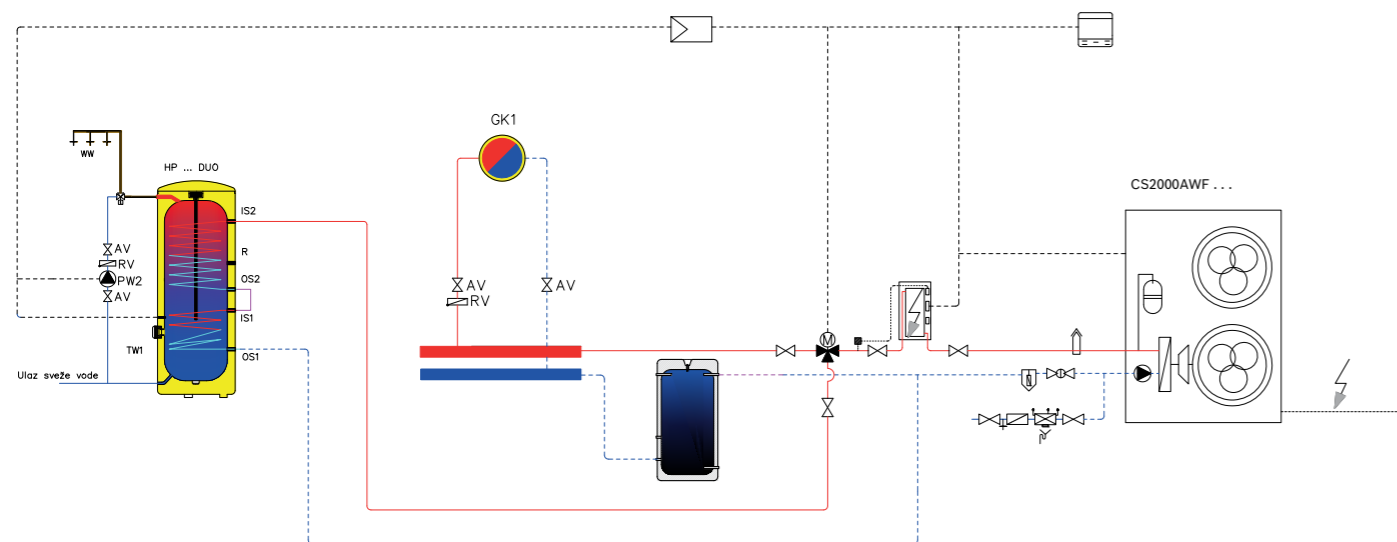 GK1
CS2000AWF . . .
WW
HP ... DUO
IS2
AV
RV
R
PW2
OS2
AV
AV
RV
AV
IS1
M
TW1
OS1
Ulaz sveže vode